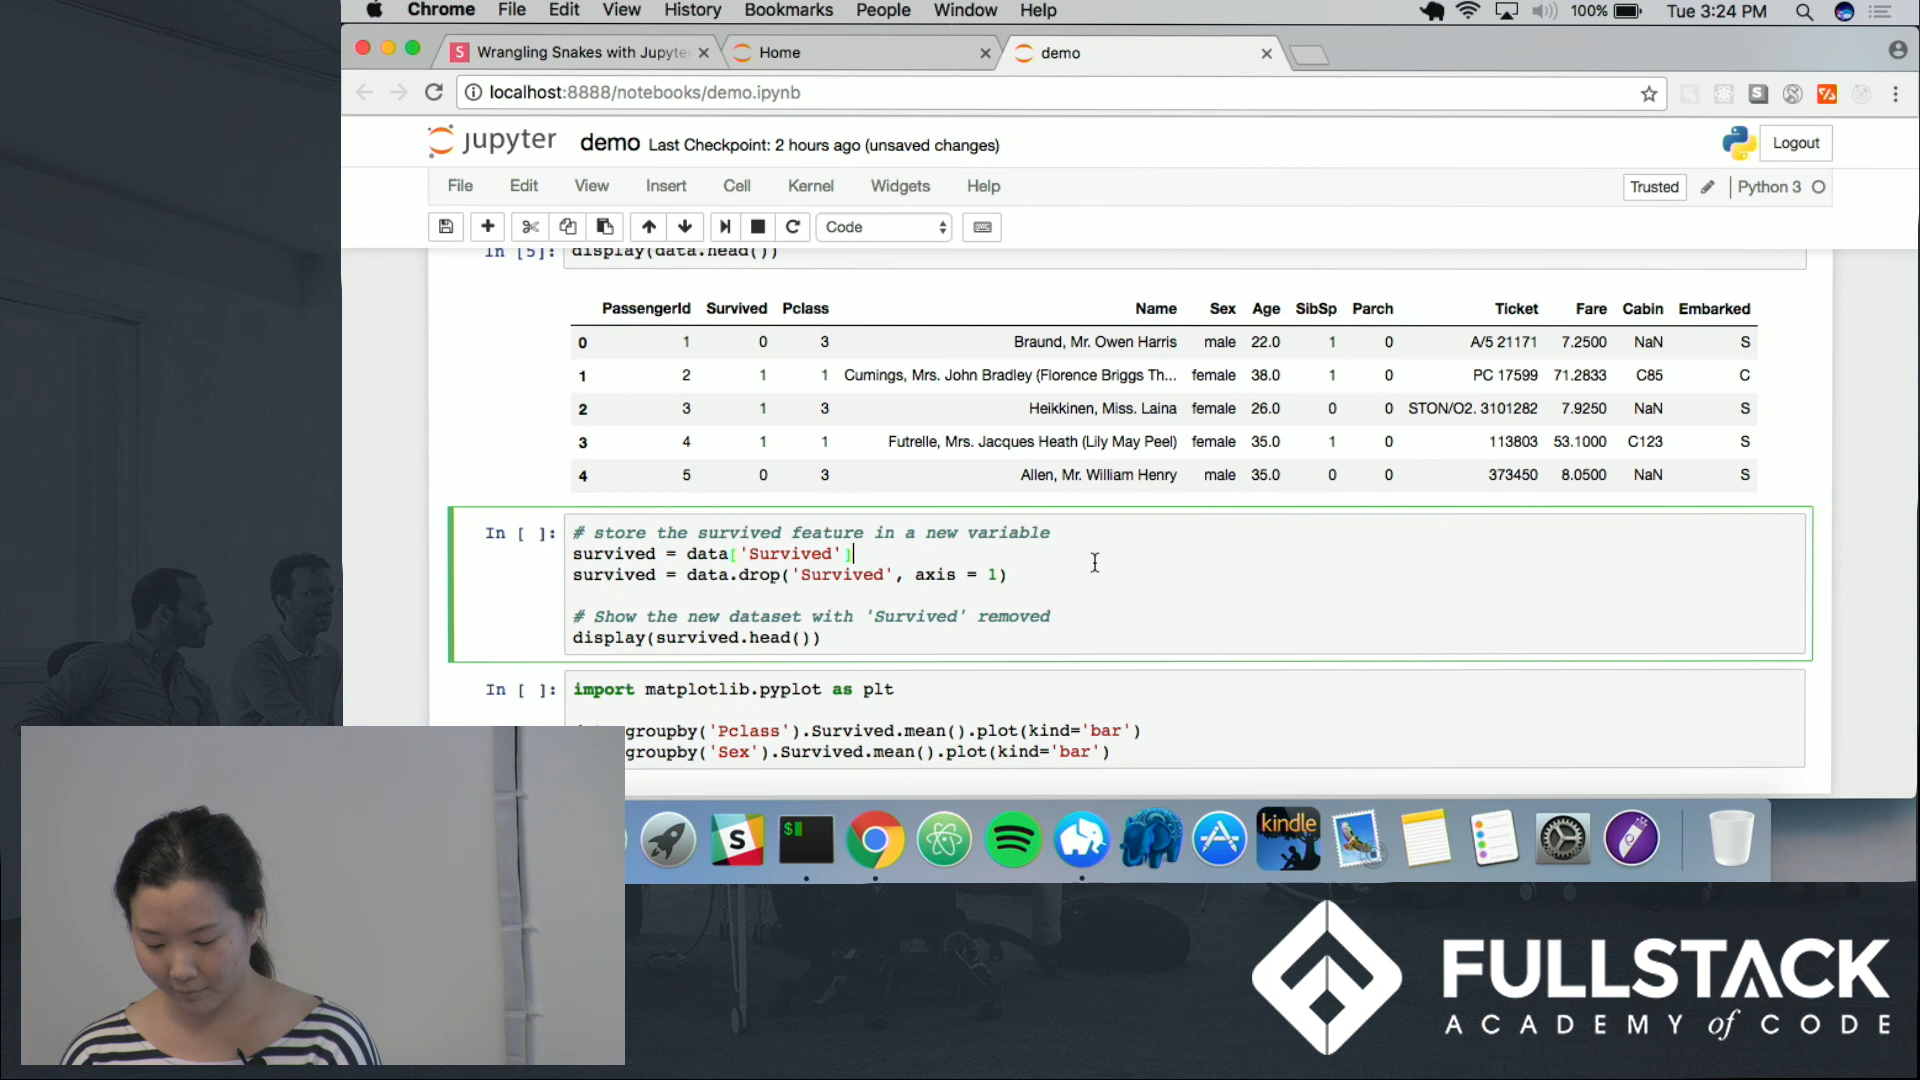 Chrome File Edit View History Bookmarks People Window Help 100% Tue 3:24 PM
S Wrangling Snakes with Jupyte Home demo
localhost:8888/notebooks/demo.ipynb
jupyter demo Last Checkpoint: 2 hours ago (unsaved changes) Logout
File Edit View Insert Cell Kernel Widgets Help Trusted Python 3
Code
In [5]: display(data.head())
PassengerId Survived Pclass Name Sex Age SibSp Parch Ticket Fare Cabin Embarked
0 1 0 3 Braund, Mr. Owen Harris male 22.0 1 0 A/5 21171 7.2500 NaN S
1 2 1 1 Cumings, Mrs. John Bradley (Florence Briggs Th... female 38.0 1 0 PC 17599 71.2833 C85 C
2 3 1 3 Heikkinen, Miss. Laina female 26.0 0 0 STON/O2. 3101282 7.9250 NaN S
3 4 1 1 Futrelle, Mrs. Jacques Heath (Lily May Peel) female 35.0 1 0 113803 53.1000 C123 S
4 5 0 3 Allen, Mr. William Henry male 35.0 0 0 373450 8.0500 NaN S
In [ ]: # store the survived feature in a new variable
survived = data['Survived']
survived = data.drop('Survived', axis = 1)
# Show the new dataset with 'Survived' removed
display(survived.head())
In [ ]: import matplotlib.pyplot as plt
groupby('Pclass').Survived.mean().plot(kind='bar')
groupby('Sex').Survived.mean().plot(kind='bar')
S $ kindle
FULLSTACK
ACADEMY of CODE